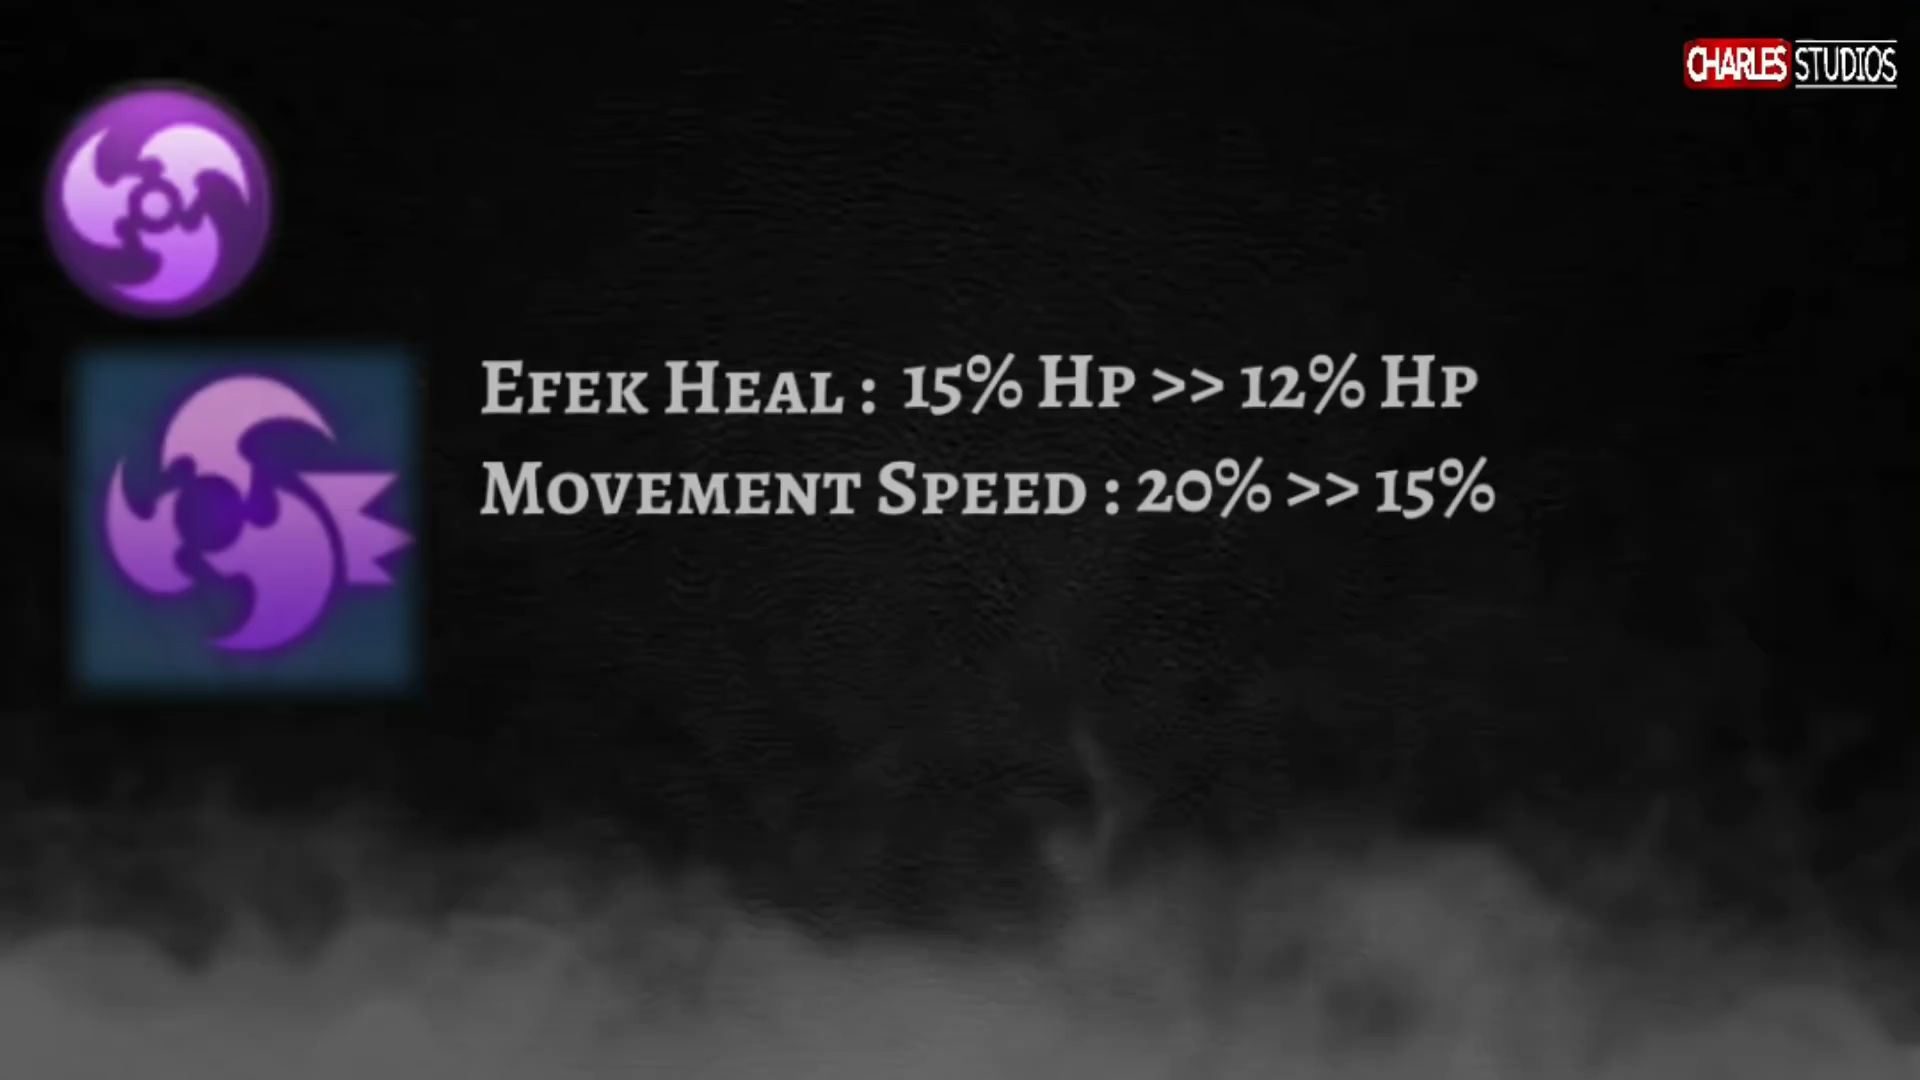 CHARLES STUDIOS
Efek Heal : 15% Hp >> 12% Hp
Movement Speed : 20% >> 15%